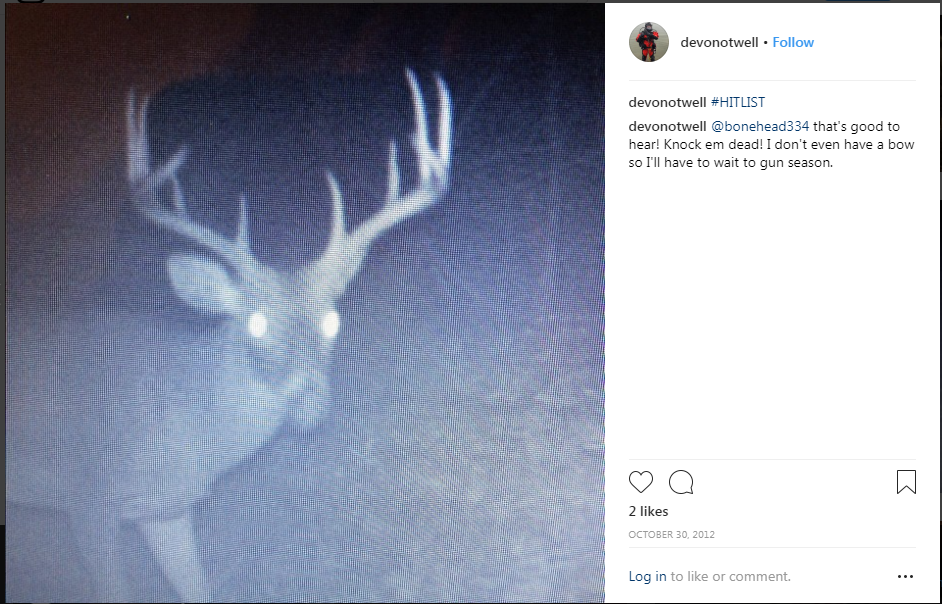 devonotwell • Follow
devonotwell #HITLIST
devonotwell @bonehead334 that's good to
hear! Knock em dead! I don't even have a bow
so I'll have to wait to gun season.
2 likes
OCTOBER 30, 2012
Log in to like or comment.